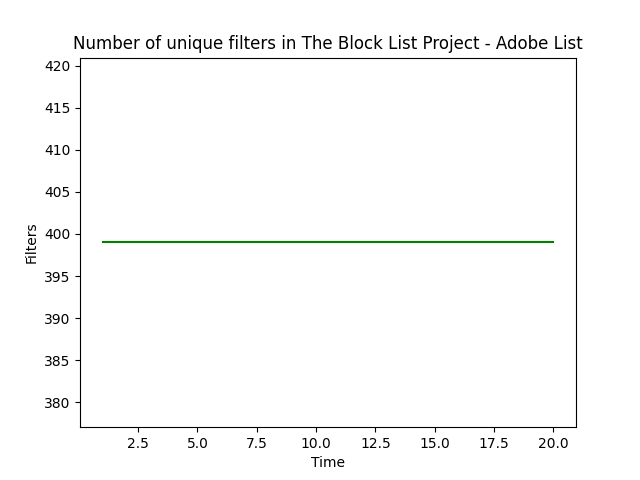 Number of unique filters in The Block List Project - Adobe List
420
415
410
405
400
395
390
385
380
Filters
2.5 5.0 7.5 10.0 12.5 15.0 17.5 20.0
Time